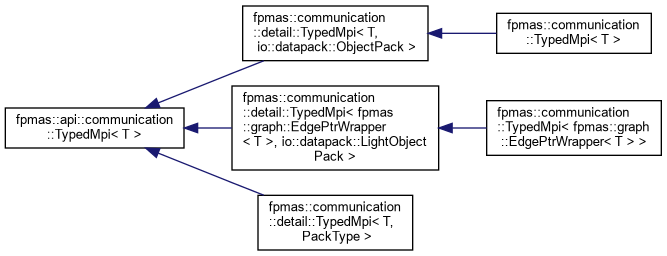 fpmas::api::communication
::TypedMpi< T >
fpmas::communication
::detail::TypedMpi< T,
io::datapack::ObjectPack >
fpmas::communication
::TypedMpi< T >
fpmas::communication
::detail::TypedMpi< fpmas
::graph::EdgePtrWrapper
< T >, io::datapack::LightObject
Pack >
fpmas::communication
::TypedMpi< fpmas::graph
::EdgePtrWrapper< T > >
fpmas::communication
::detail::TypedMpi< T,
PackType >